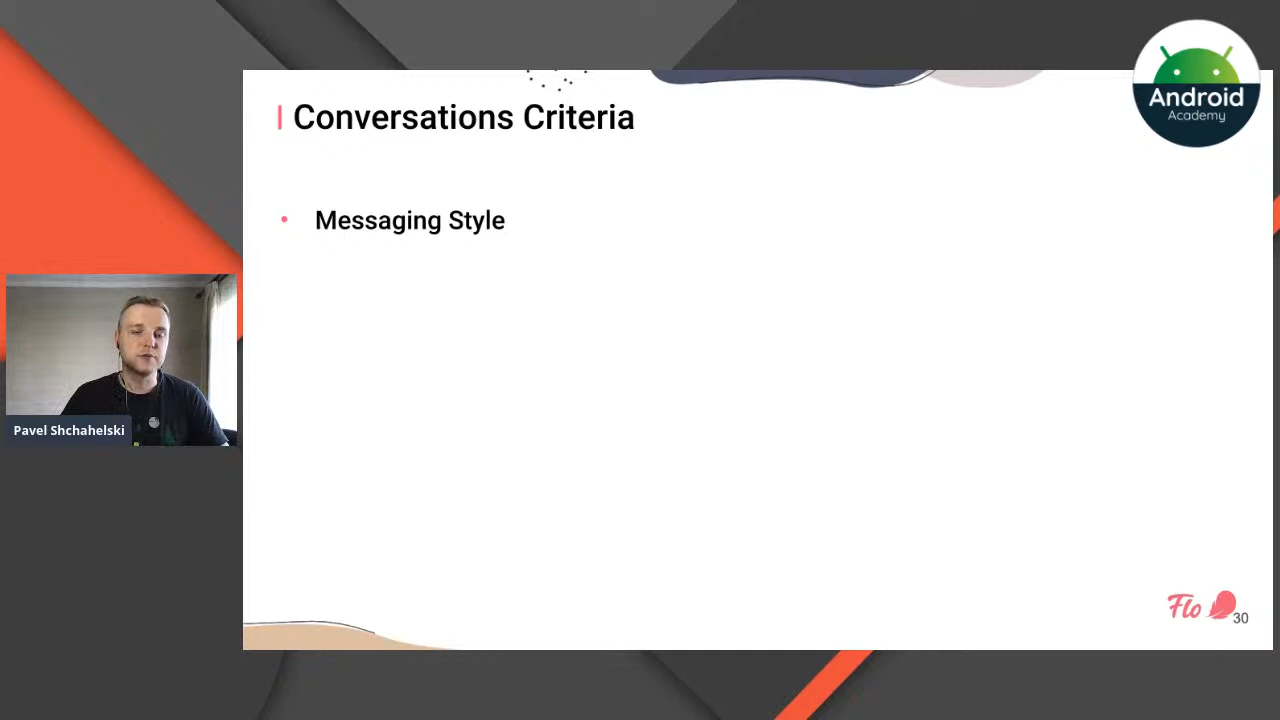 Conversations Criteria
• Messaging Style
Android
Academy
Pavel Shchahelski
Flo
30